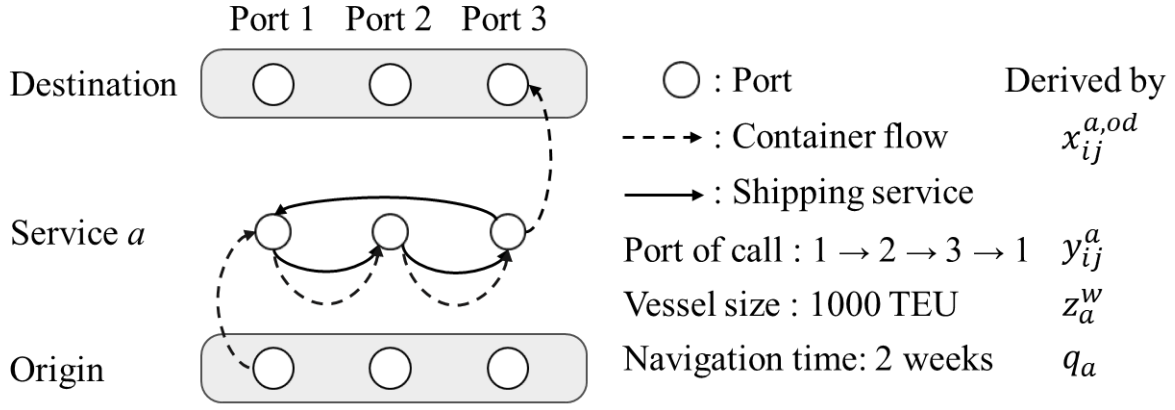 Port 1 Port 2 Port 3
Destination
Service a
Origin
: Port Derived by
: Container flow x_{ij}^{a,od}
: Shipping service
Port of call : 1 → 2 → 3 → 1 y_{ij}^{a}
Vessel size : 1000 TEU z_{a}^{w}
Navigation time: 2 weeks q_{a}